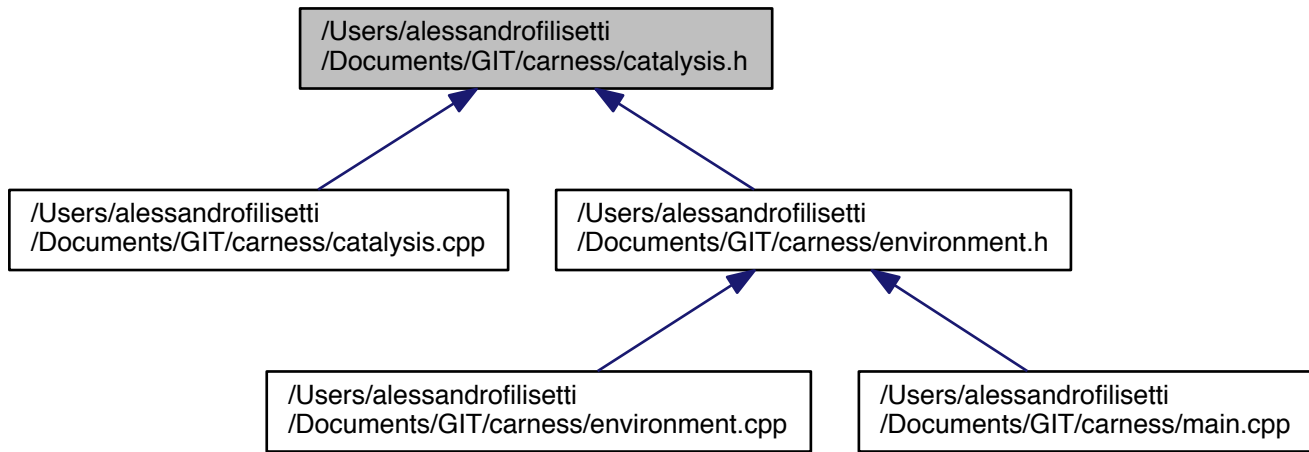 /Users/alessandrofilisetti
/Documents/GIT/carness/catalysis.h
/Users/alessandrofilisetti
/Documents/GIT/carness/catalysis.cpp
/Users/alessandrofilisetti
/Documents/GIT/carness/environment.h
/Users/alessandrofilisetti
/Documents/GIT/carness/environment.cpp
/Users/alessandrofilisetti
/Documents/GIT/carness/main.cpp